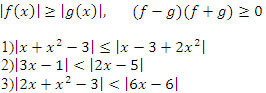 |f(x)| ≥ |g(x)|,    (f − g)(f + g) ≥ 0
1)|x + x² − 3| ≤ |x − 3 + 2x²|
2)|3x − 1| < |2x − 5|
3)|2x + x² − 3| < |6x − 6|